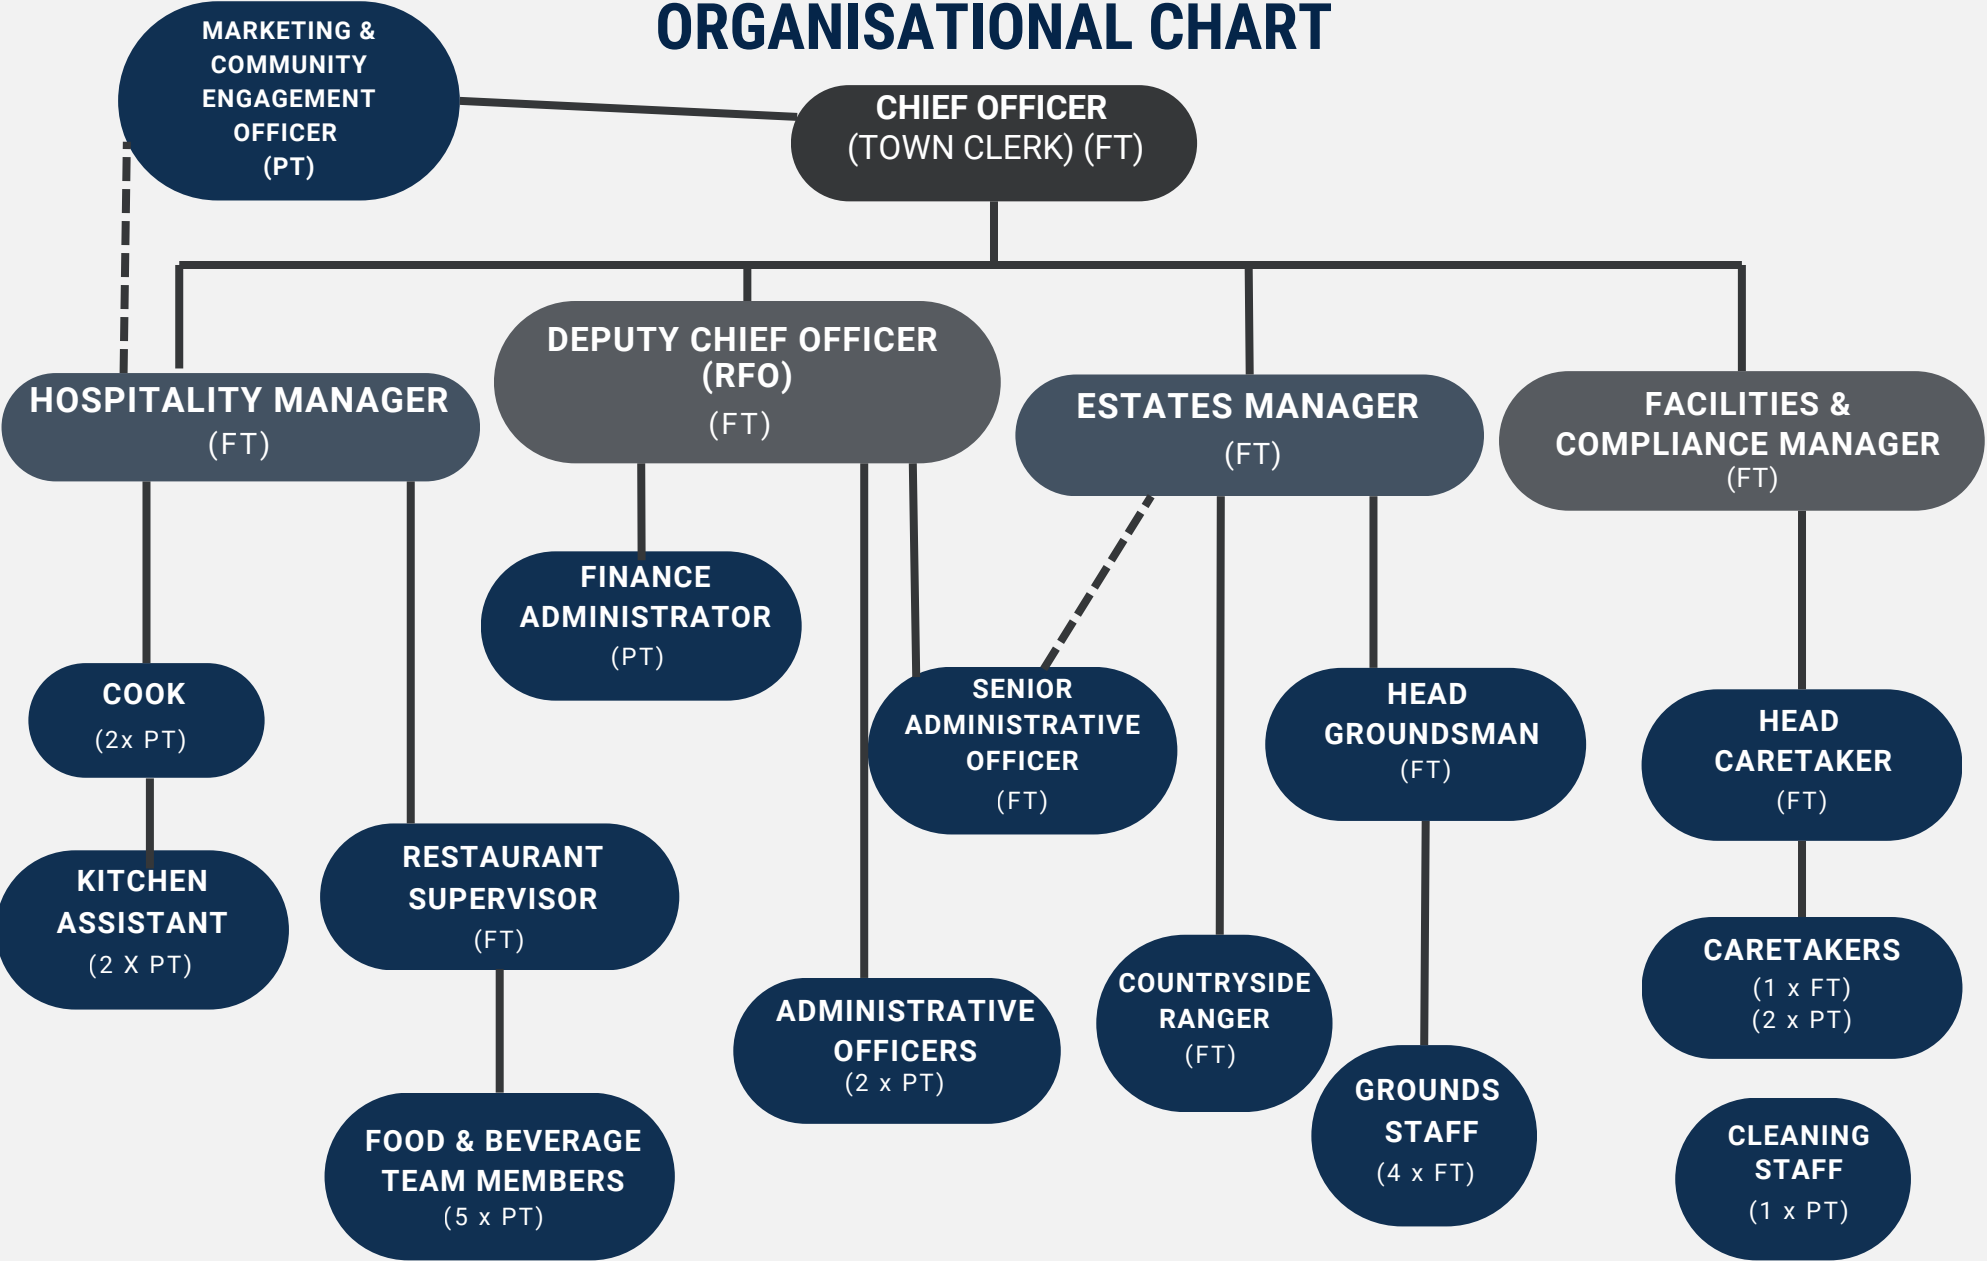 ORGANISATIONAL CHART
MARKETING &
COMMUNITY
ENGAGEMENT
OFFICER
(PT)
CHIEF OFFICER
(TOWN CLERK) (FT)
HOSPITALITY MANAGER
(FT)
DEPUTY CHIEF OFFICER
(RFO)
(FT)
ESTATES MANAGER
(FT)
FACILITIES &
COMPLIANCE MANAGER
(FT)
FINANCE
ADMINISTRATOR
(PT)
COOK
(2x PT)
SENIOR
ADMINISTRATIVE
OFFICER
(FT)
HEAD
GROUNDSMAN
(FT)
HEAD
CARETAKER
(FT)
KITCHEN
ASSISTANT
(2 X PT)
RESTAURANT
SUPERVISOR
(FT)
ADMINISTRATIVE
OFFICERS
(2 x PT)
COUNTRYSIDE
RANGER
(FT)
CARETAKERS
(1 x FT)
(2 x PT)
GROUNDS
STAFF
(4 x FT)
FOOD & BEVERAGE
TEAM MEMBERS
(5 x PT)
CLEANING
STAFF
(1 x PT)